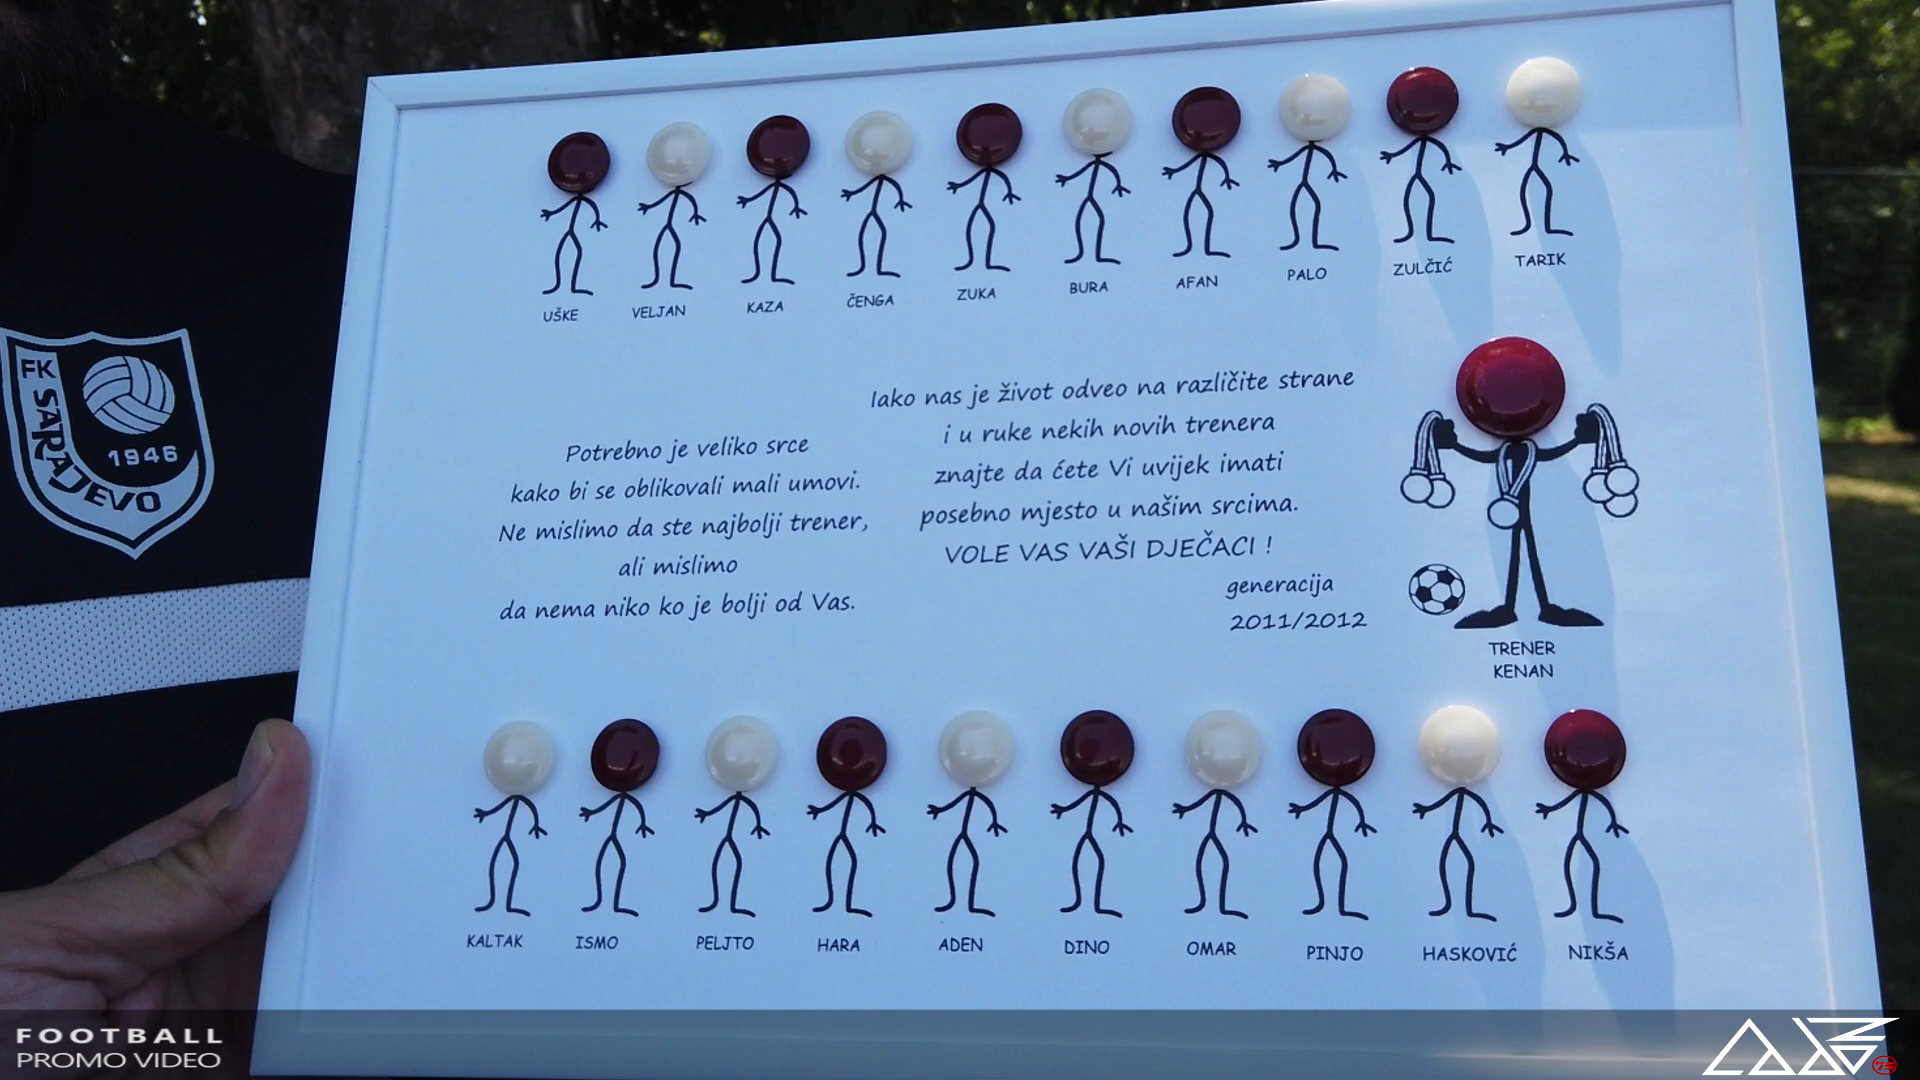 FK
SARAJEVO
1946
UŠKE VELJAN KAZA ČENGA ZUKA BURA AFAN PALO ZULČIĆ TARIK
Potrebno je veliko srce
kako bi se oblikovali mali umovi.
Ne mislimo da ste najbolji trener,
ali mislimo
da nema niko ko je bolji od Vas.
Iako nas je život odveo na različite strane
i u ruke nekih novih trenera
znajte da ćete Vi uvijek imati
posebno mjesto u našim srcima.
VOLE VAS VAŠI DJEČACI !
generacija
2011/2012
TRENER
KENAN
KALTAK ISMO PELJTO HARA ADEN DINO OMAR PINJO HASKOVIĆ NIKŠA
FOOTBALL
PROMO VIDEO